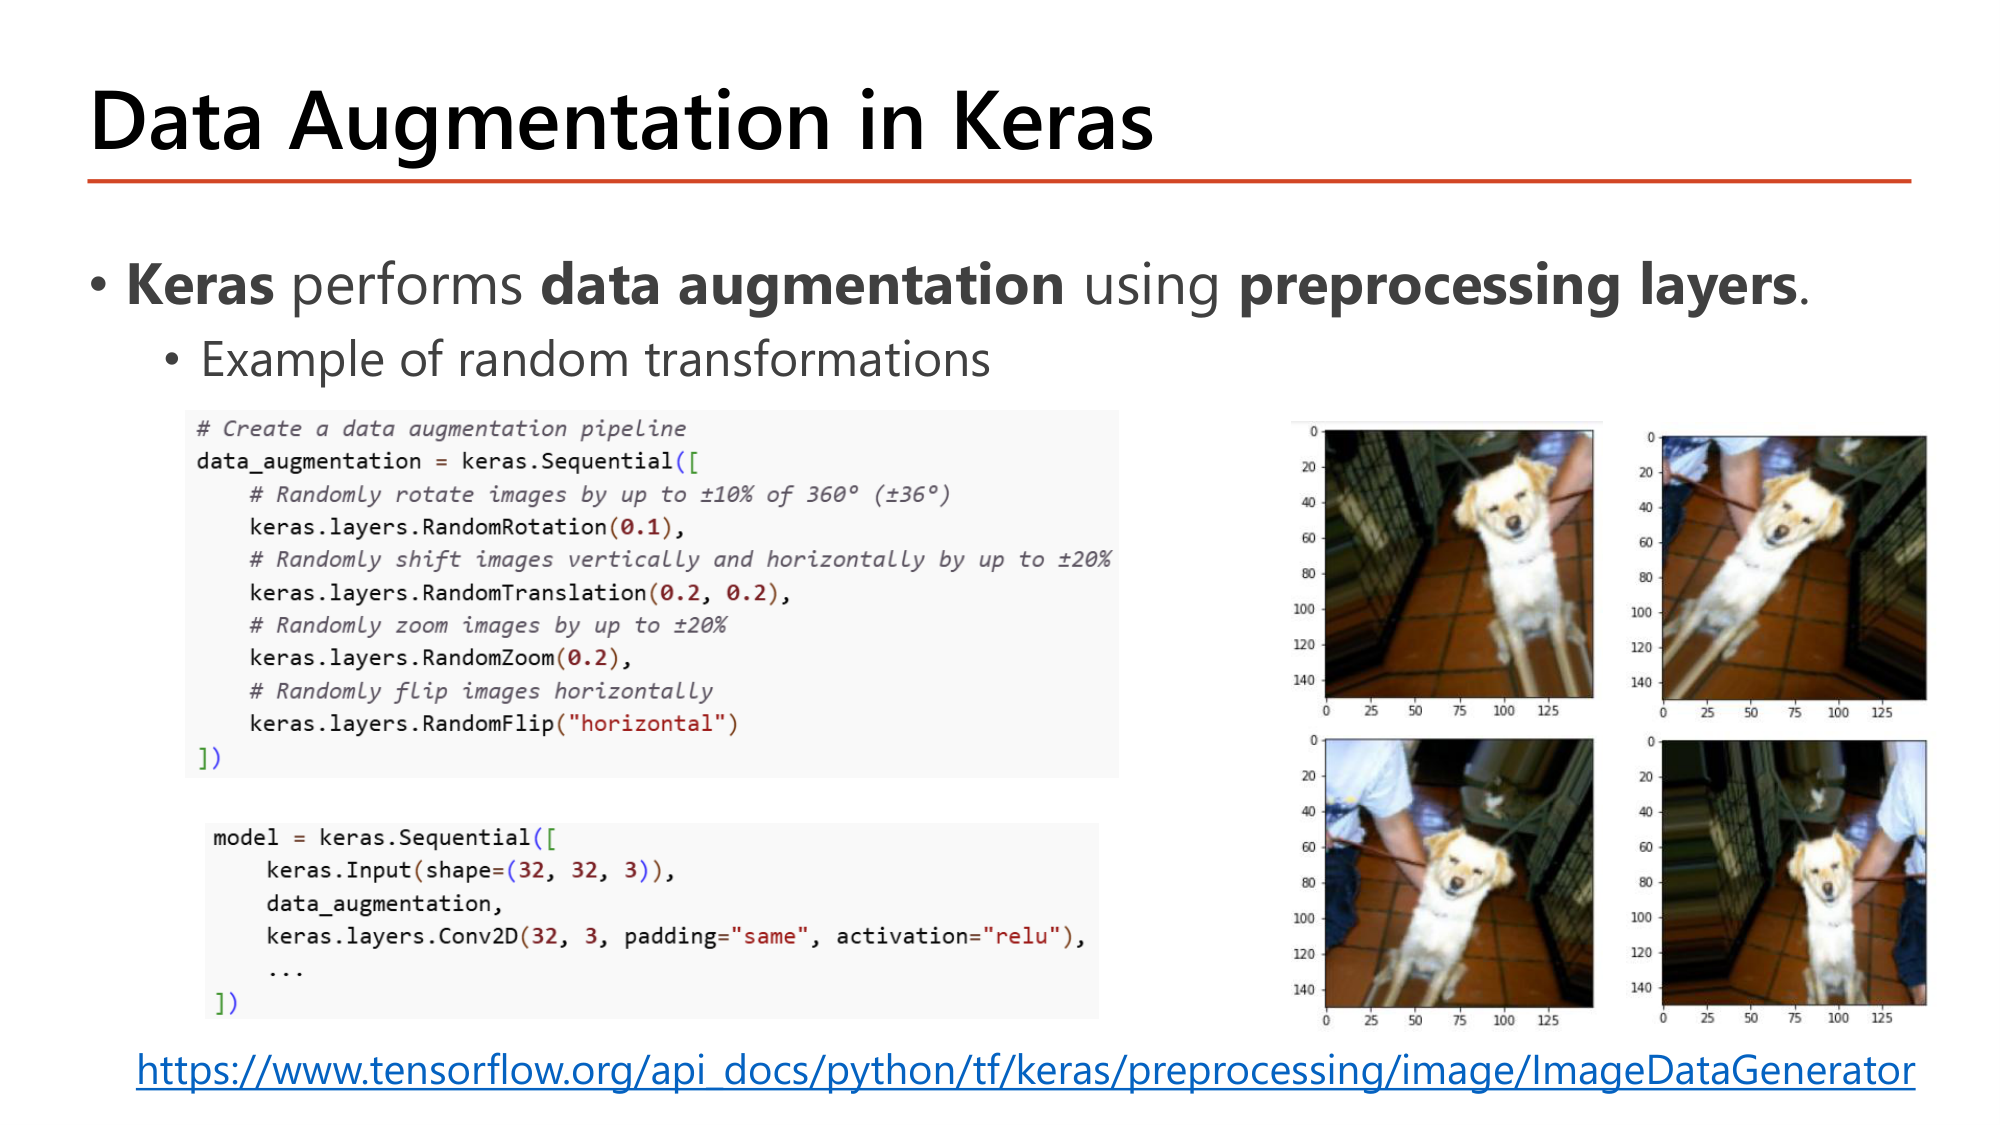 Data Augmentation in Keras
• Keras performs data augmentation using preprocessing layers.
• Example of random transformations
# Create a data augmentation pipeline
data_augmentation = keras.Sequential([
    # Randomly rotate images by up to ±10% of 360° (±36°)
    keras.layers.RandomRotation(0.1),
    # Randomly shift images vertically and horizontally by up to ±20%
    keras.layers.RandomTranslation(0.2, 0.2),
    # Randomly zoom images by up to ±20%
    keras.layers.RandomZoom(0.2),
    # Randomly flip images horizontally
    keras.layers.RandomFlip("horizontal")
])
model = keras.Sequential([
    keras.Input(shape=(32, 32, 3)),
    data_augmentation,
    keras.layers.Conv2D(32, 3, padding="same", activation="relu"),
    ...
])
0
20
40
60
80
100
120
140
0 25 50 75 100 125
0
20
40
60
80
100
120
140
0 25 50 75 100 125
0
20
40
60
80
100
120
140
0 25 50 75 100 125
0
20
40
60
80
100
120
140
0 25 50 75 100 125
https://www.tensorflow.org/api_docs/python/tf/keras/preprocessing/image/ImageDataGenerator